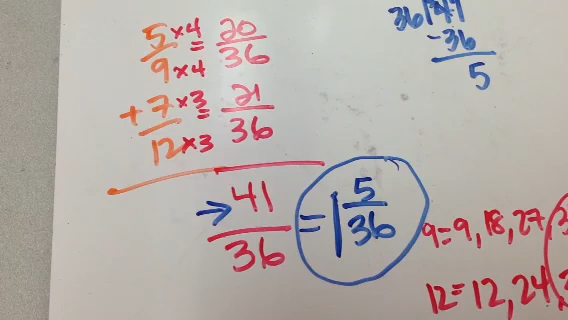 5 ×4 = 20
9 ×4 36
+ 7 ×3 = 21
12 ×3 36
→ 41 = 1 5
36 36
36 41
-36
5
9=9, 18, 27,
12=12, 24,